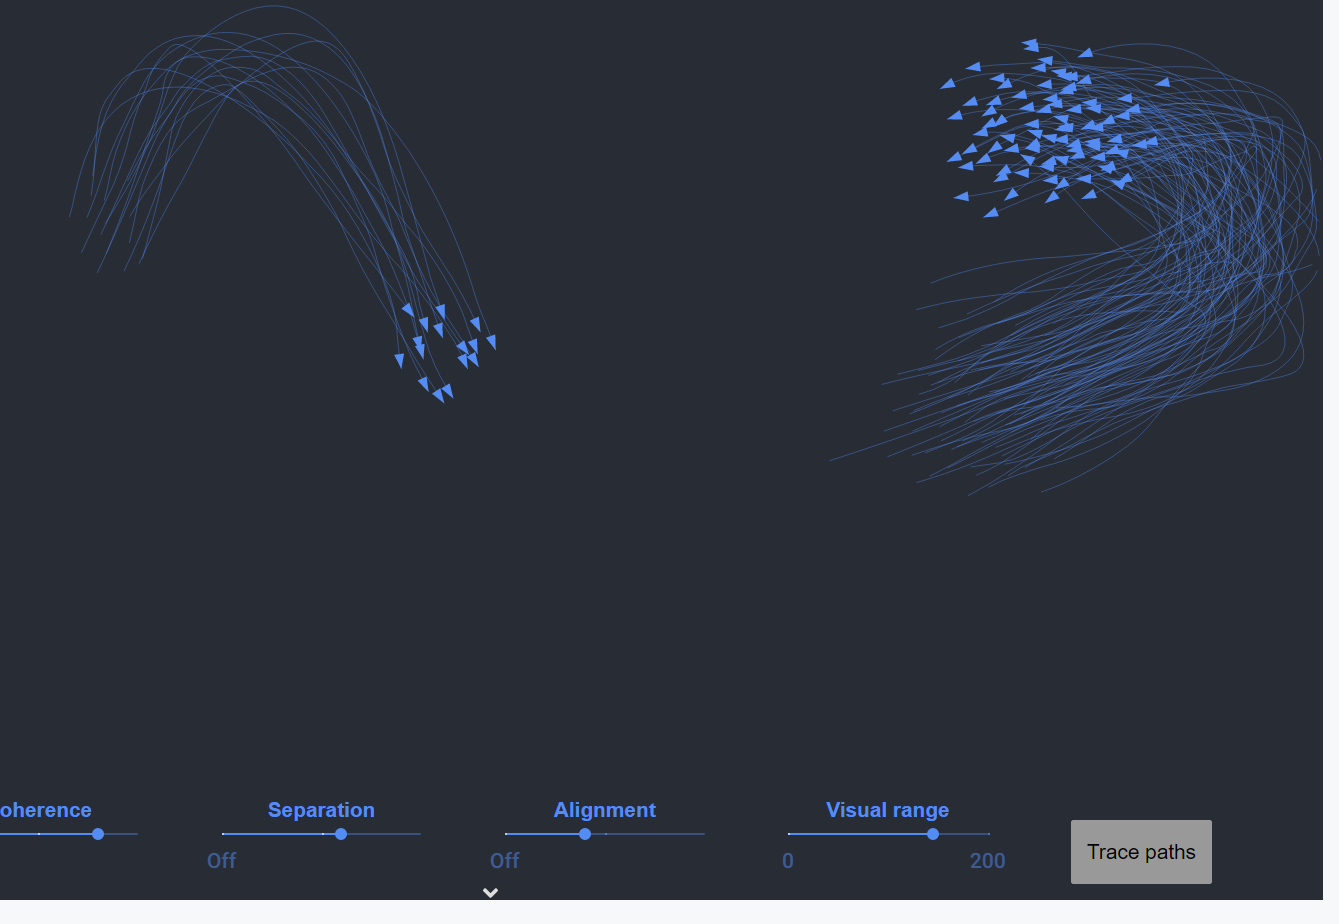 oherence
Separation
Alignment
Visual range
Trace paths
Off
Off
0
200